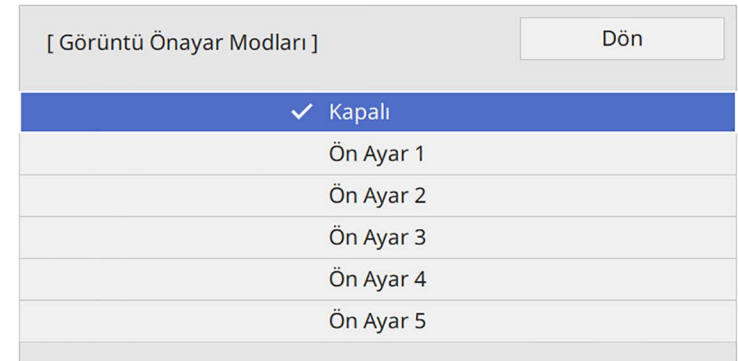 [ Görüntü Önayar Modları ]
Dön
Kapalı
Ön Ayar 1
Ön Ayar 2
Ön Ayar 3
Ön Ayar 4
Ön Ayar 5